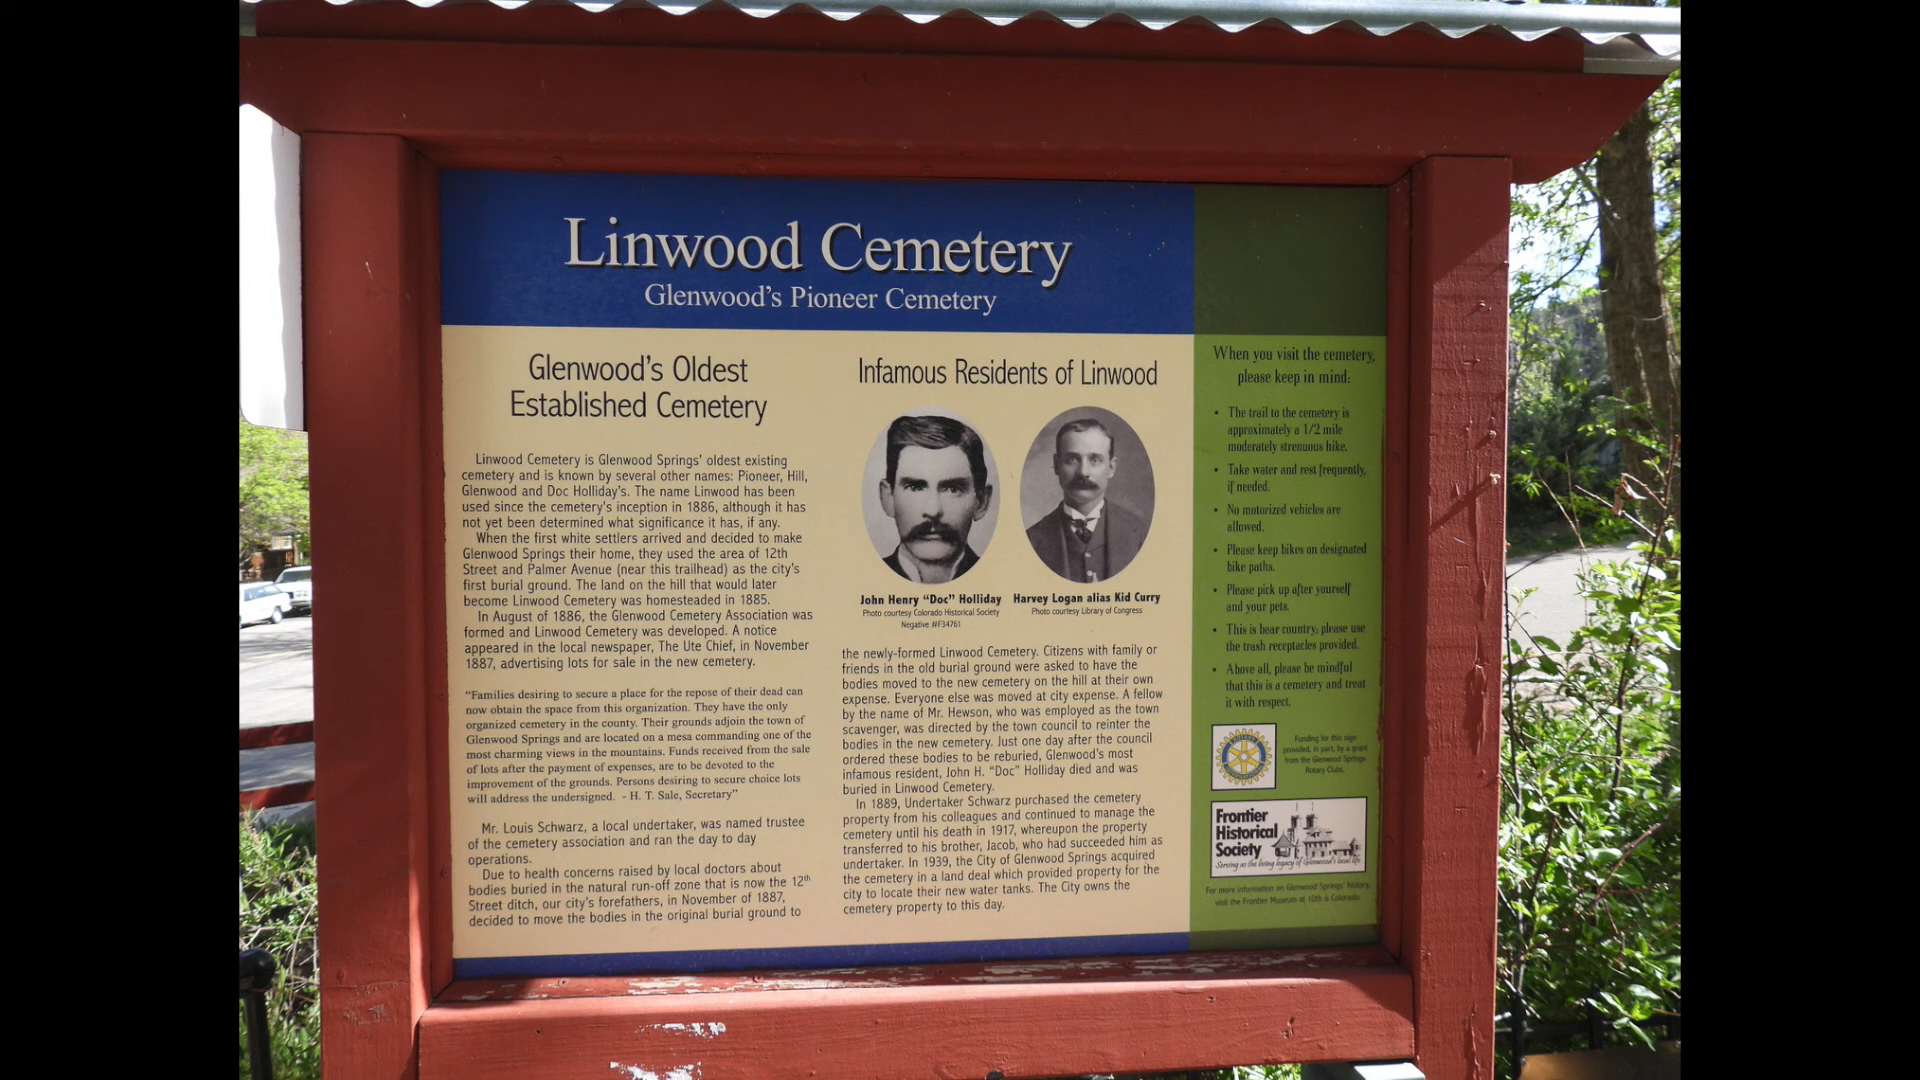 Linwood Cemetery
Glenwood's Pioneer Cemetery
Glenwood's Oldest
Established Cemetery
Linwood Cemetery is Glenwood Springs' oldest existing
cemetery and is known by several other names: Pioneer, Hill,
Glenwood and Doc Holliday's. The name Linwood has been
used since the cemetery's inception in 1886, although it has
not yet been determined what significance it has, if any.
When the first white settlers arrived and decided to make
Glenwood Springs their home, they used the area of 12th
Street and Palmer Avenue (near this trailhead) as the city's
first burial ground. The land on the hill that would later
become Linwood Cemetery was homesteaded in 1885.
In August of 1886, the Glenwood Cemetery Association was
formed and Linwood Cemetery was developed. A notice
appeared in the local newspaper, The Ute Chief, in November
1887, advertising lots for sale in the new cemetery.
"Families desiring to secure a place for the repose of their dead can
now obtain the space from this organization. They have the only
organized cemetery in the county. Their grounds adjoin the town of
Glenwood Springs and are located on a mesa commanding one of the
most charming views in the mountains. Funds received from the sale
of lots after the payment of expenses, are to be devoted to the
improvement of the grounds. Persons desiring to secure choice lots
will address the undersigned. - H. T. Sale, Secretary"
Mr. Louis Schwarz, a local undertaker, was named trustee
of the cemetery association and ran the day to day
operations.
Due to health concerns raised by local doctors about
bodies buried in the natural run-off zone that is now the 12th
Street ditch, our city's forefathers, in November of 1887,
decided to move the bodies in the original burial ground to
Infamous Residents of Linwood
John Henry "Doc" Holliday
Photo courtesy Colorado Historical Society
Negative #F34761
Harvey Logan alias Kid Curry
Photo courtesy Library of Congress
the newly-formed Linwood Cemetery. Citizens with family or
friends in the old burial ground were asked to have the
bodies moved to the new cemetery on the hill at their own
expense. Everyone else was moved at city expense. A fellow
by the name of Mr. Hewson, who was employed as the town
scavenger, was directed by the town council to reinter the
bodies in the new cemetery. Just one day after the council
ordered these bodies to be reburied, Glenwood's most
infamous resident, John H. "Doc" Holliday died and was
buried in Linwood Cemetery.
In 1889, Undertaker Schwarz purchased the cemetery
property from his colleagues and continued to manage the
cemetery until his death in 1917, whereupon the property
transferred to his brother, Jacob, who had succeeded him as
undertaker. In 1939, the City of Glenwood Springs acquired
the cemetery in a land deal which provided property for the
city to locate their new water tanks. The City owns the
cemetery property to this day.
When you visit the cemetery,
please keep in mind:
• The trail to the cemetery is
approximately a 1/2 mile
moderately strenuous hike.
• Take water and rest frequently,
if needed.
• No motorized vehicles are
allowed.
• Please keep bikes on designated
bike paths.
• Please pick up after yourself
and your pets.
• This is bear country; please use
the trash receptacles provided.
• Above all, please be mindful
that this is a cemetery and treat
it with respect.
Funding for this sign
provided, in part, by a grant
from the Glenwood Springs
Rotary Clubs.
Frontier
Historical
Society
Serving as the living legacy of Glenwood's local life
For more information on Glenwood Springs' history,
visit the Frontier Museum at 10th & Colorado.